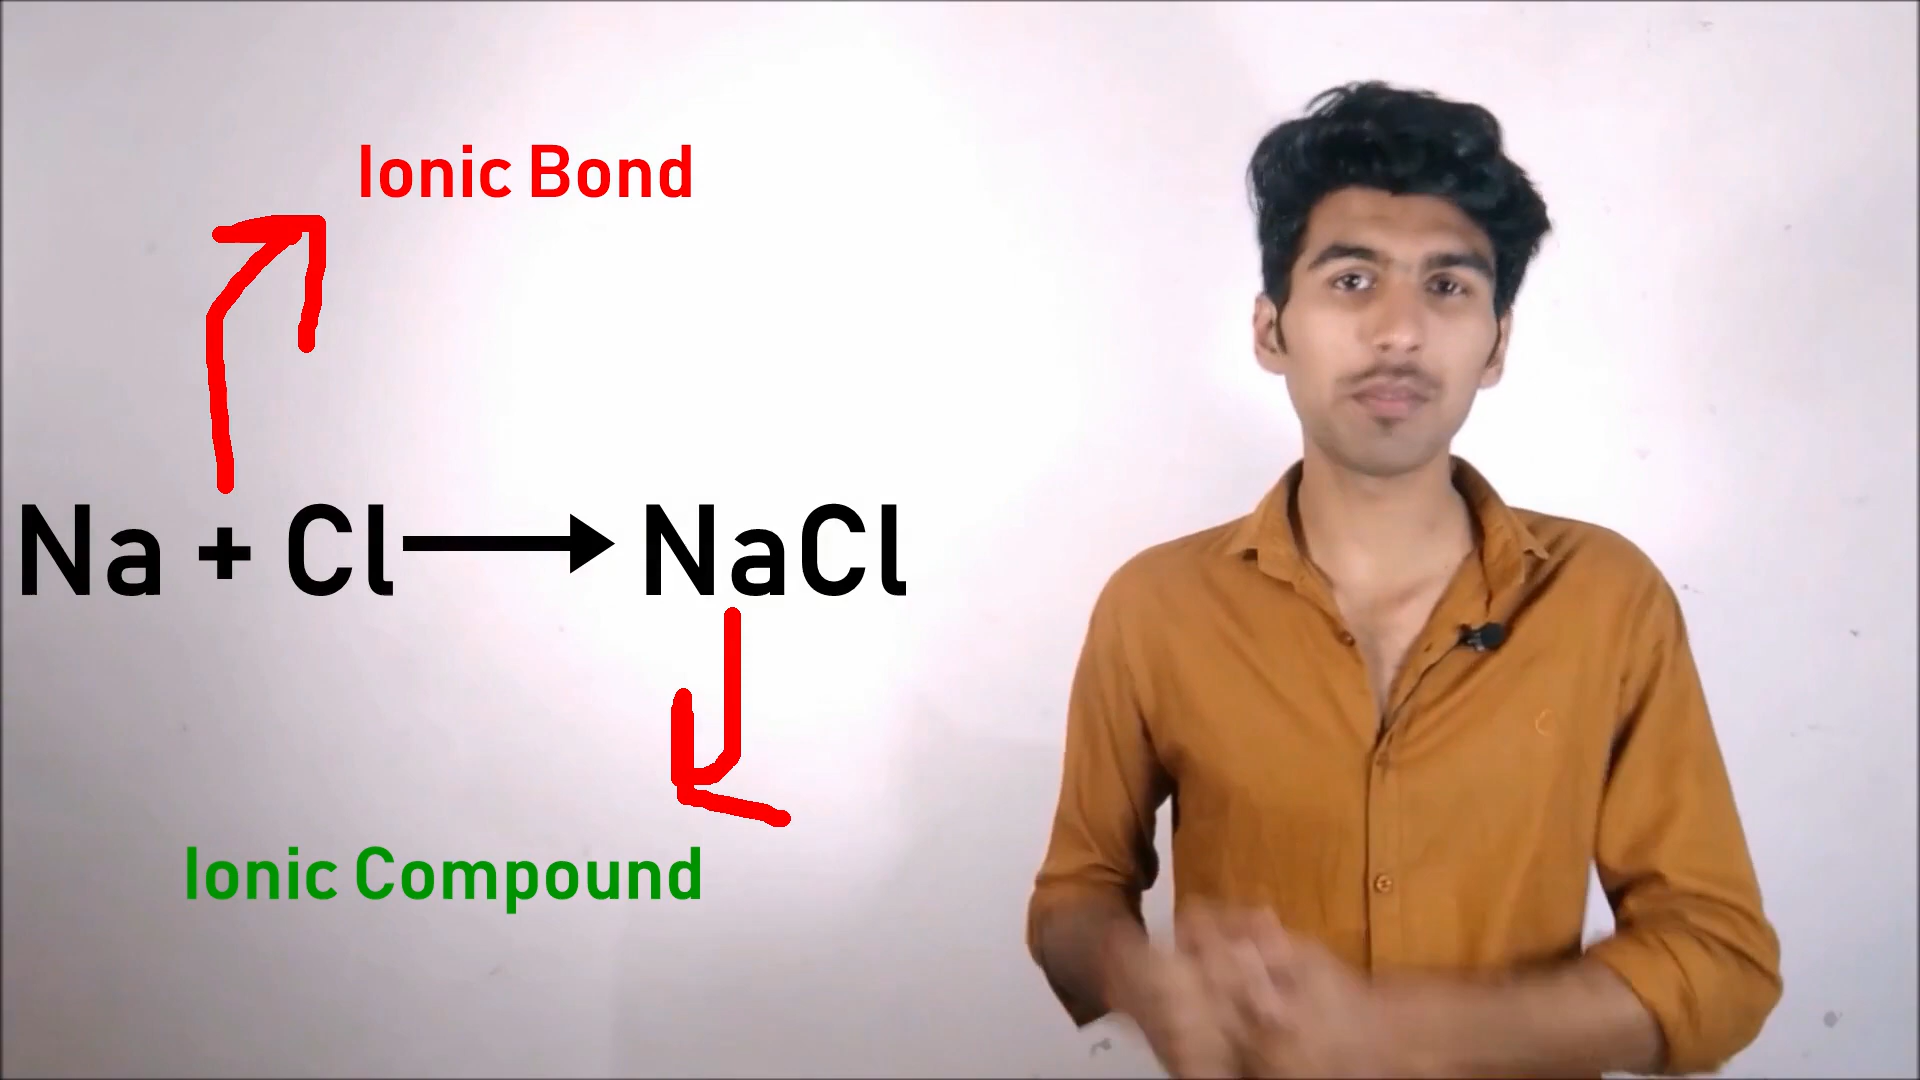 Ionic Bond
Na + Cl → NaCl
Ionic Compound